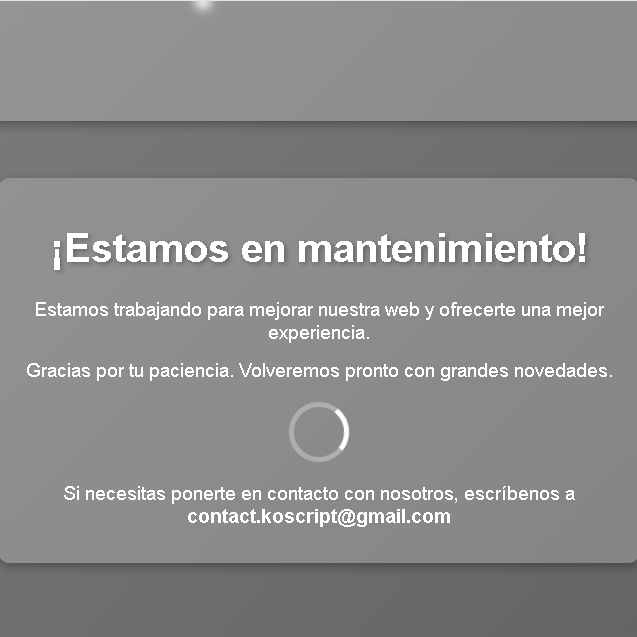 ¡Estamos en mantenimiento!
Estamos trabajando para mejorar nuestra web y ofrecerte una mejor
experiencia.
Gracias por tu paciencia. Volveremos pronto con grandes novedades.
Si necesitas ponerte en contacto con nosotros, escríbenos a
contact.koscript@gmail.com